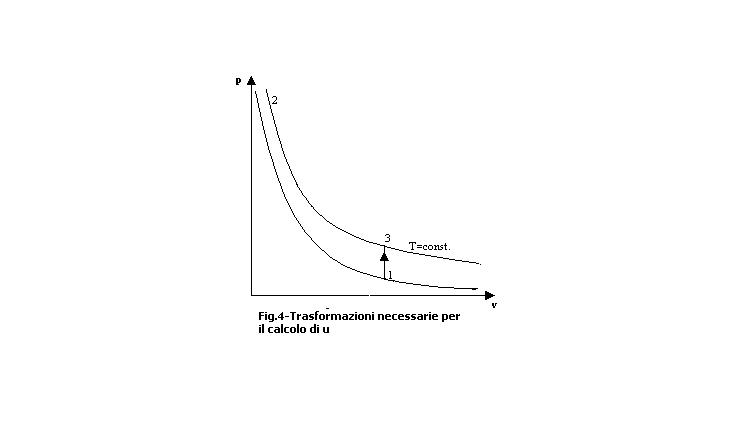 p
2
3
T=const.
1
v
Fig.4-Trasformazioni necessarie per
il calcolo di u